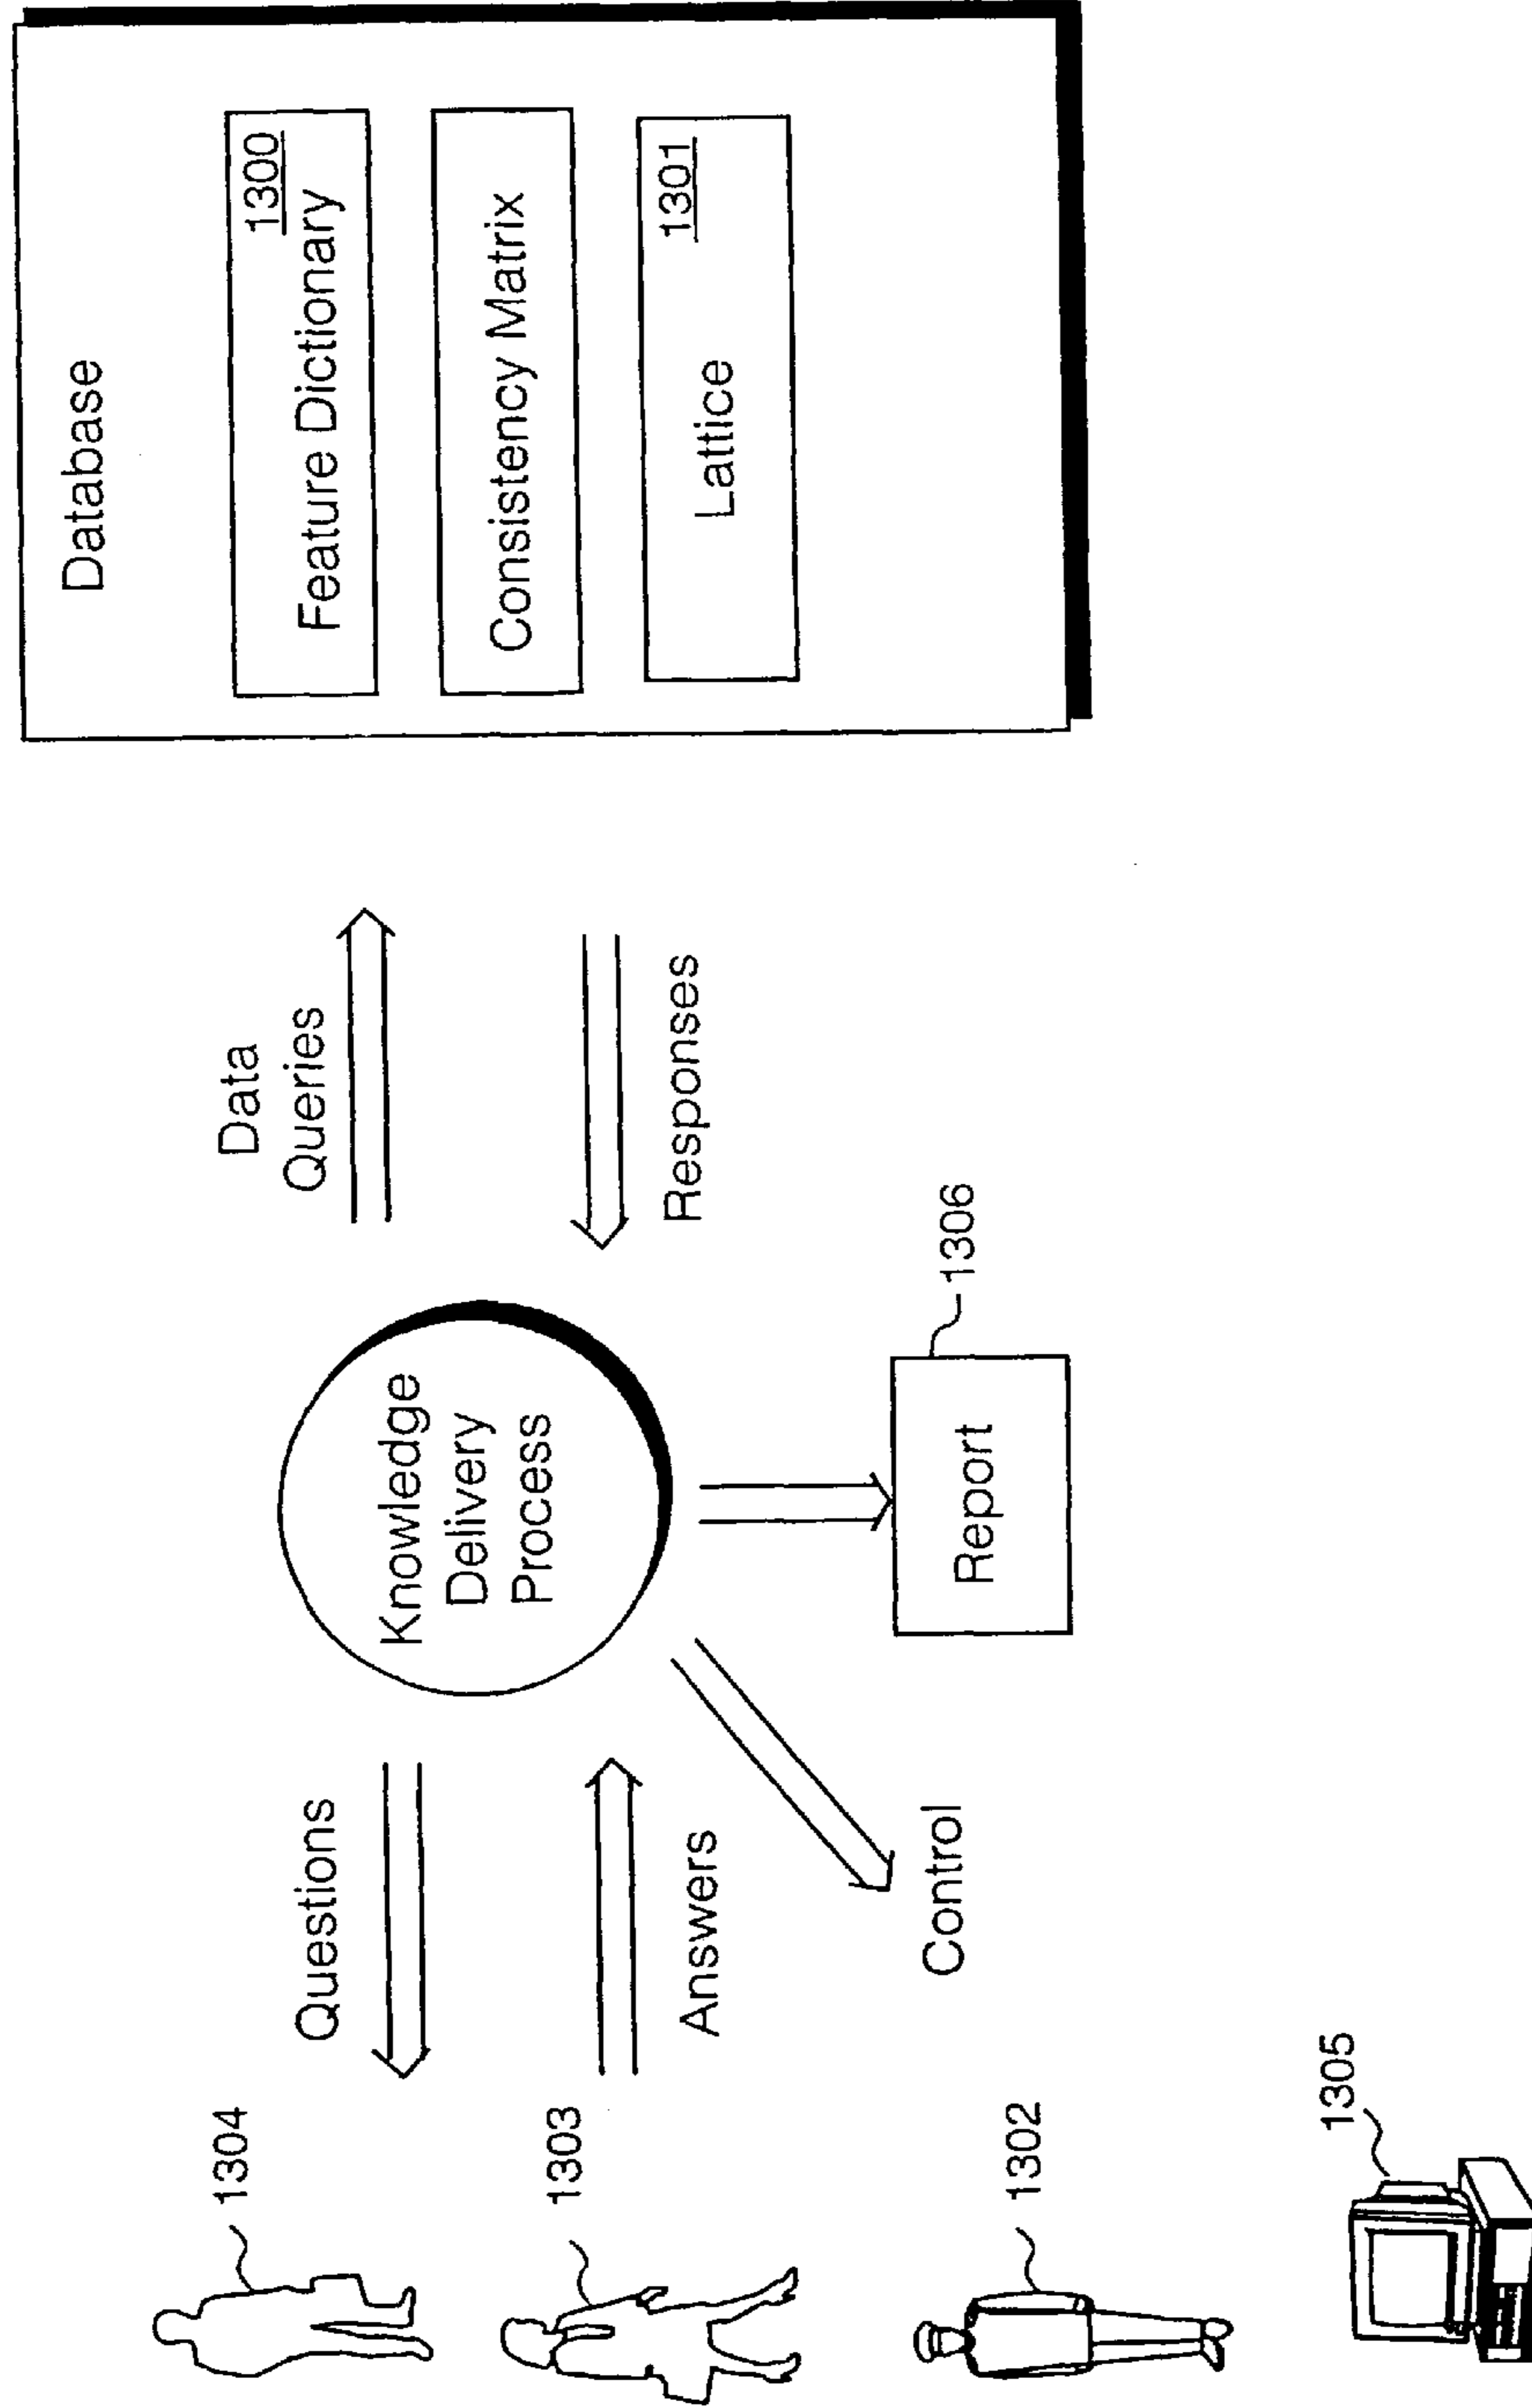 1304
1303
1302
1305
Questions
Answers
Control
Knowledge
Delivery
Process
Report
1306
Data
Queries
Responses
Database
1300
Feature Dictionary
Consistency Matrix
1301
Lattice